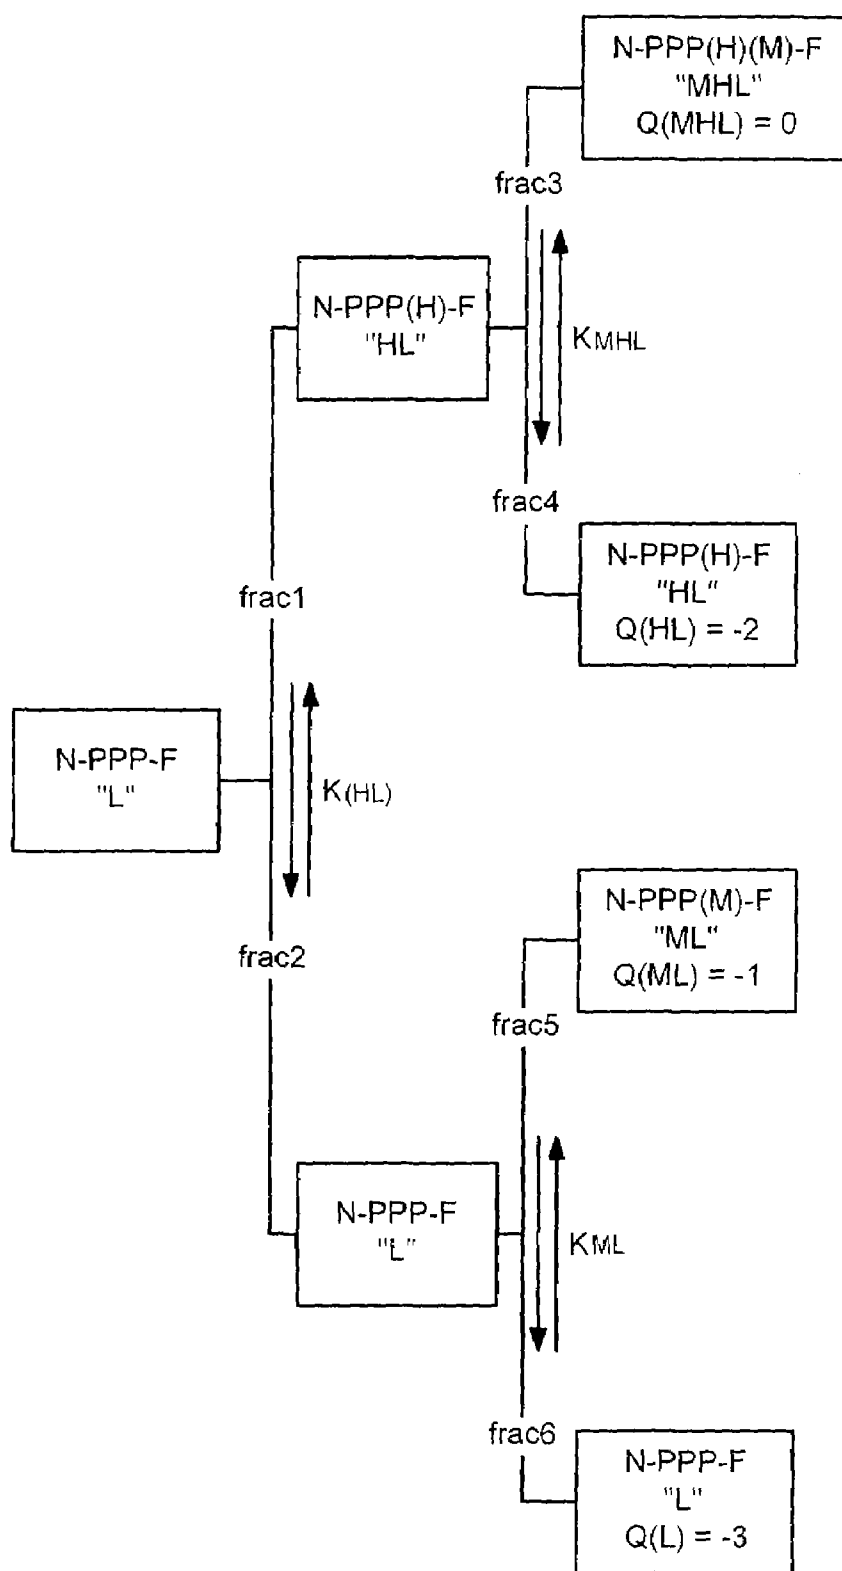 N-PPP(H)(M)-F
"MHL"
Q(MHL) = 0
frac3
N-PPP(H)-F
"HL"
KMHL
frac4
N-PPP(H)-F
"HL"
Q(HL) = -2
frac1
N-PPP-F
"L"
K(HL)
N-PPP(M)-F
"ML"
Q(ML) = -1
frac2
frac5
N-PPP-F
"L"
KML
frac6
N-PPP-F
"L"
Q(L) = -3